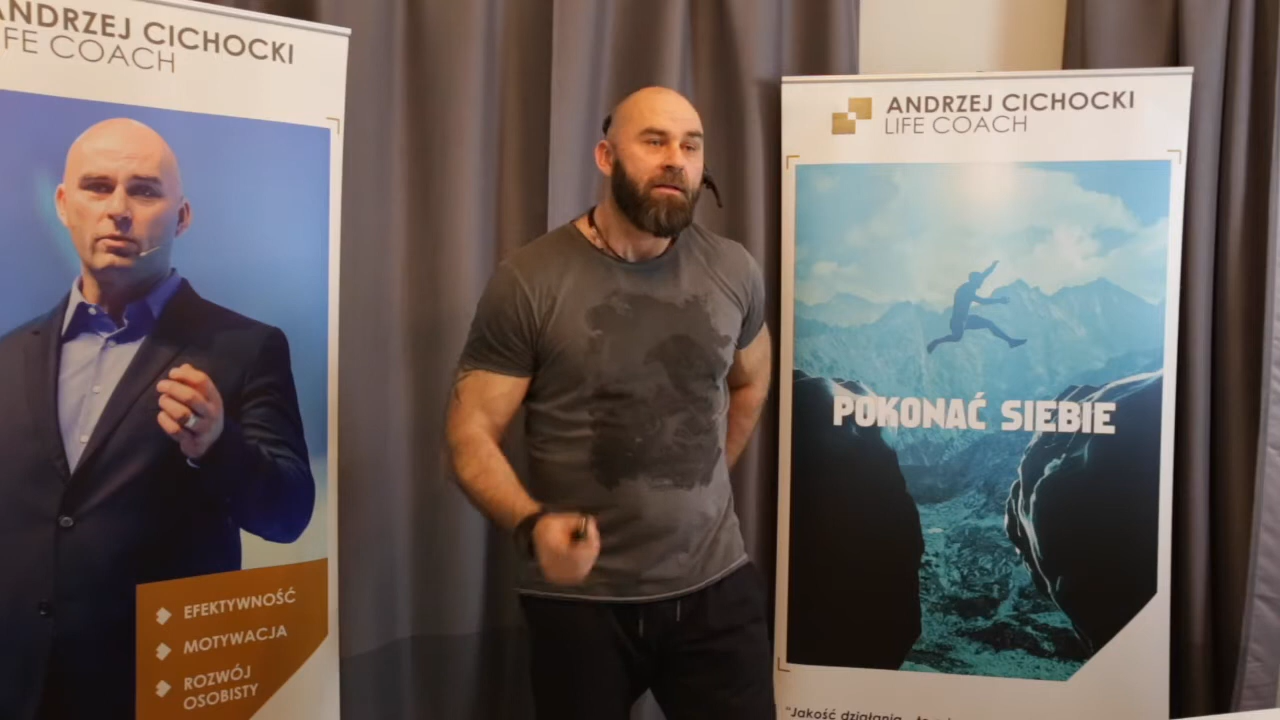 ANDRZEJ CICHOCKI
LIFE COACH
EFEKTYWNOŚĆ
MOTYWACJA
ROZWÓJ
OSOBISTY
ANDRZEJ CICHOCKI
LIFE COACH
POKONAĆ SIEBIE
"Jakość działania